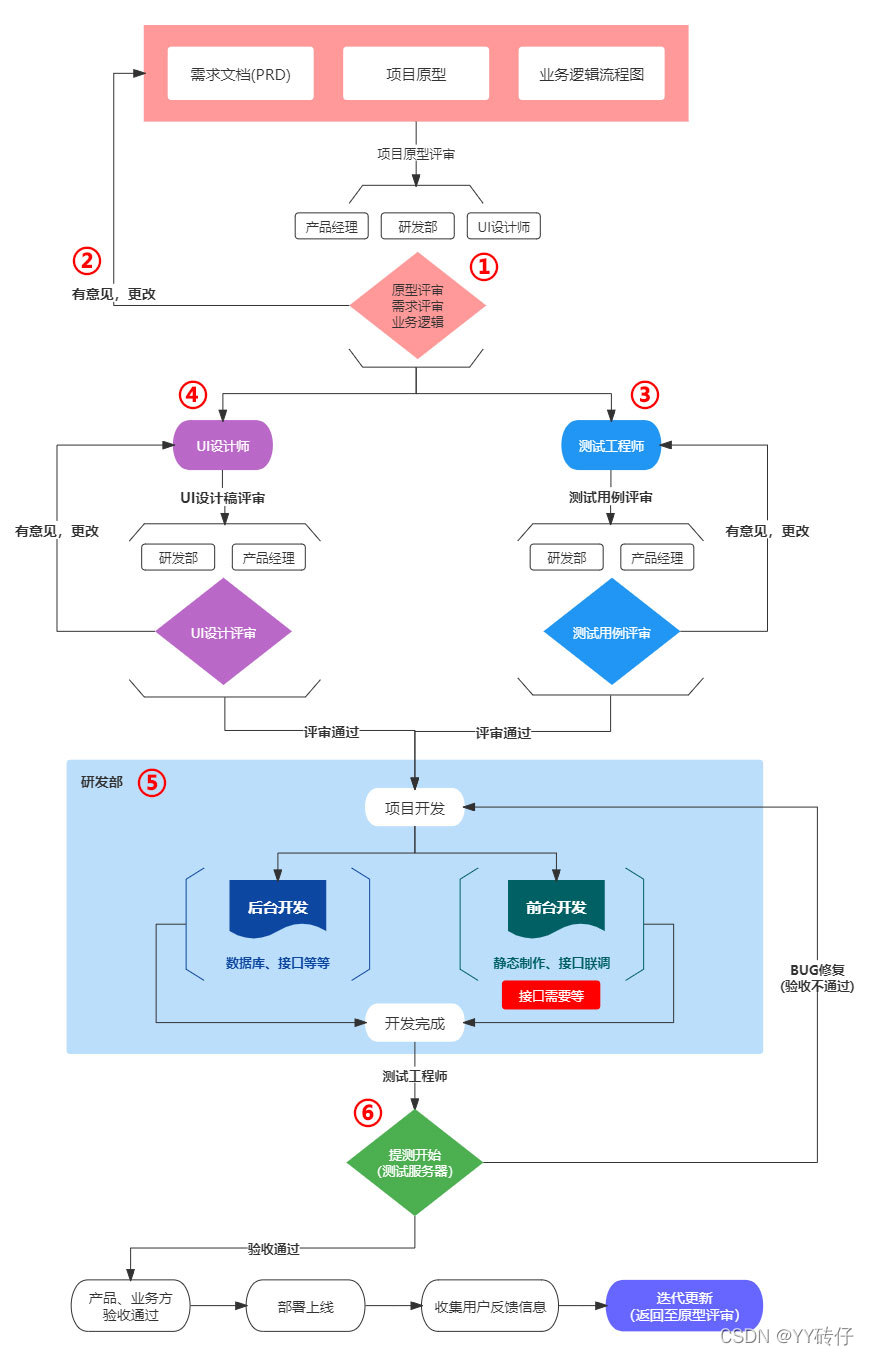 需求文档(PRD)
项目原型
业务逻辑流程图
项目原型评审
产品经理
研发部
UI设计师
②
①
有意见，更改
原型评审
需求评审
业务逻辑
④
③
UI设计师
测试工程师
UI设计稿评审
测试用例评审
有意见，更改
有意见，更改
研发部
产品经理
研发部
产品经理
UI设计评审
测试用例评审
评审通过
评审通过
研发部
⑤
项目开发
后台开发
前台开发
数据库、接口等等
静态制作、接口联调
接口需要等
BUG修复
(验收不通过)
开发完成
测试工程师
⑥
提测开始
(测试服务器)
验收通过
产品、业务方
验收通过
部署上线
收集用户反馈信息
迭代更新
(返回至原型评审)
CSDN @YY砖仔